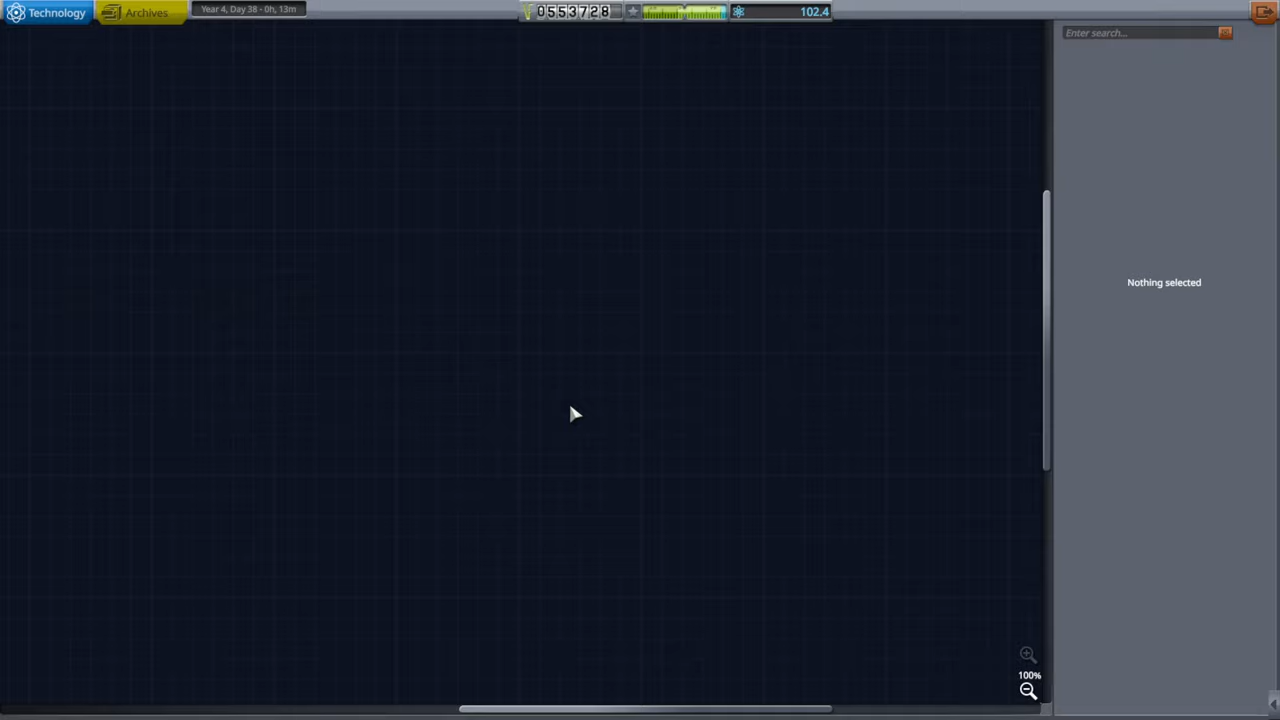 Technology
Archives
Year 4, Day 38 - 0h, 13m
0553728
102.4
Enter search...
Nothing selected
100%